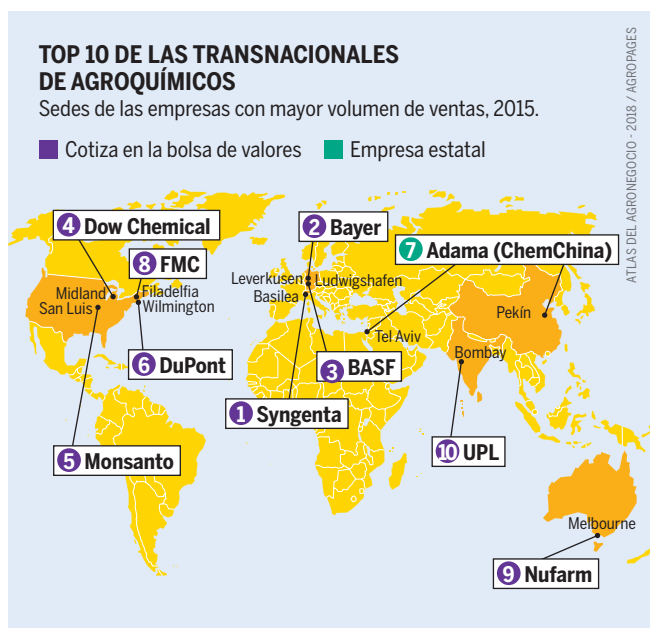 TOP 10 DE LAS TRANSNACIONALES
DE AGROQUÍMICOS
Sedes de las empresas con mayor volumen de ventas, 2015.
Cotiza en la bolsa de valores
Empresa estatal
4 Dow Chemical
8 FMC
Midland
San Luis
Filadelfia
Wilmington
6 DuPont
5 Monsanto
2 Bayer
Leverkusen
Ludwigshafen
Basilea
3 BASF
1 Syngenta
7 Adama (ChemChina)
Tel Aviv
Pekín
Bombay
10 UPL
Melbourne
9 Nufarm
ATLAS DEL AGRONEGOCIO - 2018 / AGROPAGES